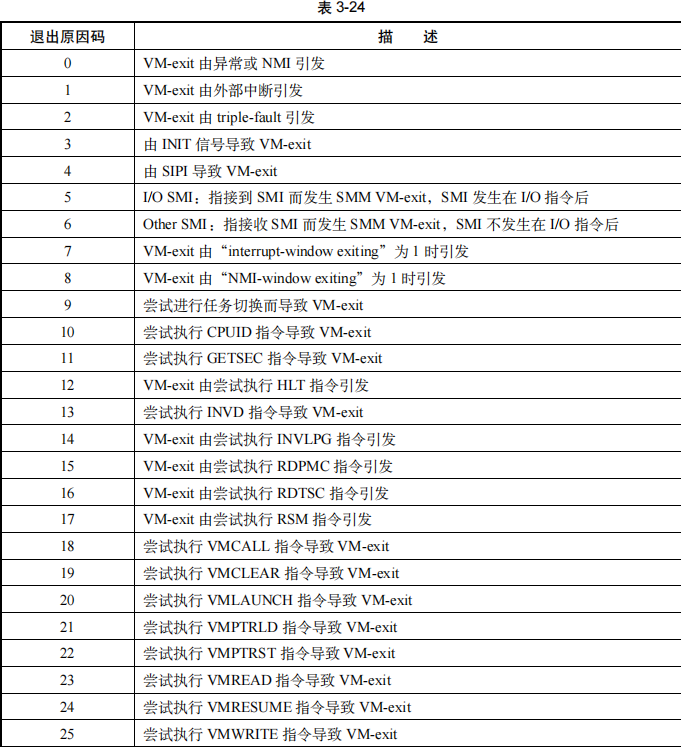 表 3-24
退出原因码 描 述
0 VM-exit 由异常或 NMI 引发
1 VM-exit 由外部中断引发
2 VM-exit 由 triple-fault 引发
3 由 INIT 信号导致 VM-exit
4 由 SIPI 导致 VM-exit
5 I/O SMI：指接到 SMI 而发生 SMM VM-exit，SMI 发生在 I/O 指令后
6 Other SMI：指接收 SMI 而发生 SMM VM-exit，SMI 不发生在 I/O 指令后
7 VM-exit 由“interrupt-window exiting”为 1 时引发
8 VM-exit 由“NMI-window exiting”为 1 时引发
9 尝试进行任务切换而导致 VM-exit
10 尝试执行 CPUID 指令导致 VM-exit
11 尝试执行 GETSEC 指令导致 VM-exit
12 VM-exit 由尝试执行 HLT 指令引发
13 尝试执行 INVD 指令导致 VM-exit
14 VM-exit 由尝试执行 INVLPG 指令引发
15 VM-exit 由尝试执行 RDPMC 指令引发
16 VM-exit 由尝试执行 RDTSC 指令引发
17 VM-exit 由尝试执行 RSM 指令引发
18 尝试执行 VMCALL 指令导致 VM-exit
19 尝试执行 VMCLEAR 指令导致 VM-exit
20 尝试执行 VMLAUNCH 指令导致 VM-exit
21 尝试执行 VMPTRLD 指令导致 VM-exit
22 尝试执行 VMPTRST 指令导致 VM-exit
23 尝试执行 VMREAD 指令导致 VM-exit
24 尝试执行 VMRESUME 指令导致 VM-exit
25 尝试执行 VMWRITE 指令导致 VM-exit